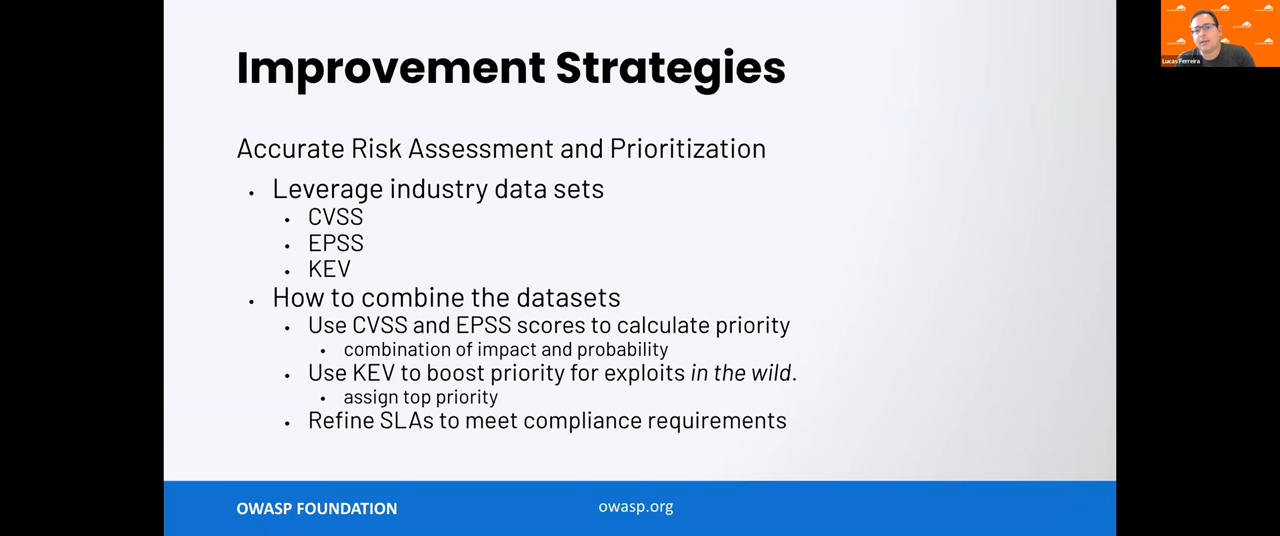 Improvement Strategies
Lucas Ferreira
Accurate Risk Assessment and Prioritization
• Leverage industry data sets
• CVSS
• EPSS
• KEV
• How to combine the datasets
• Use CVSS and EPSS scores to calculate priority
• combination of impact and probability
• Use KEV to boost priority for exploits in the wild.
• assign top priority
• Refine SLAs to meet compliance requirements
OWASP FOUNDATION
owasp.org